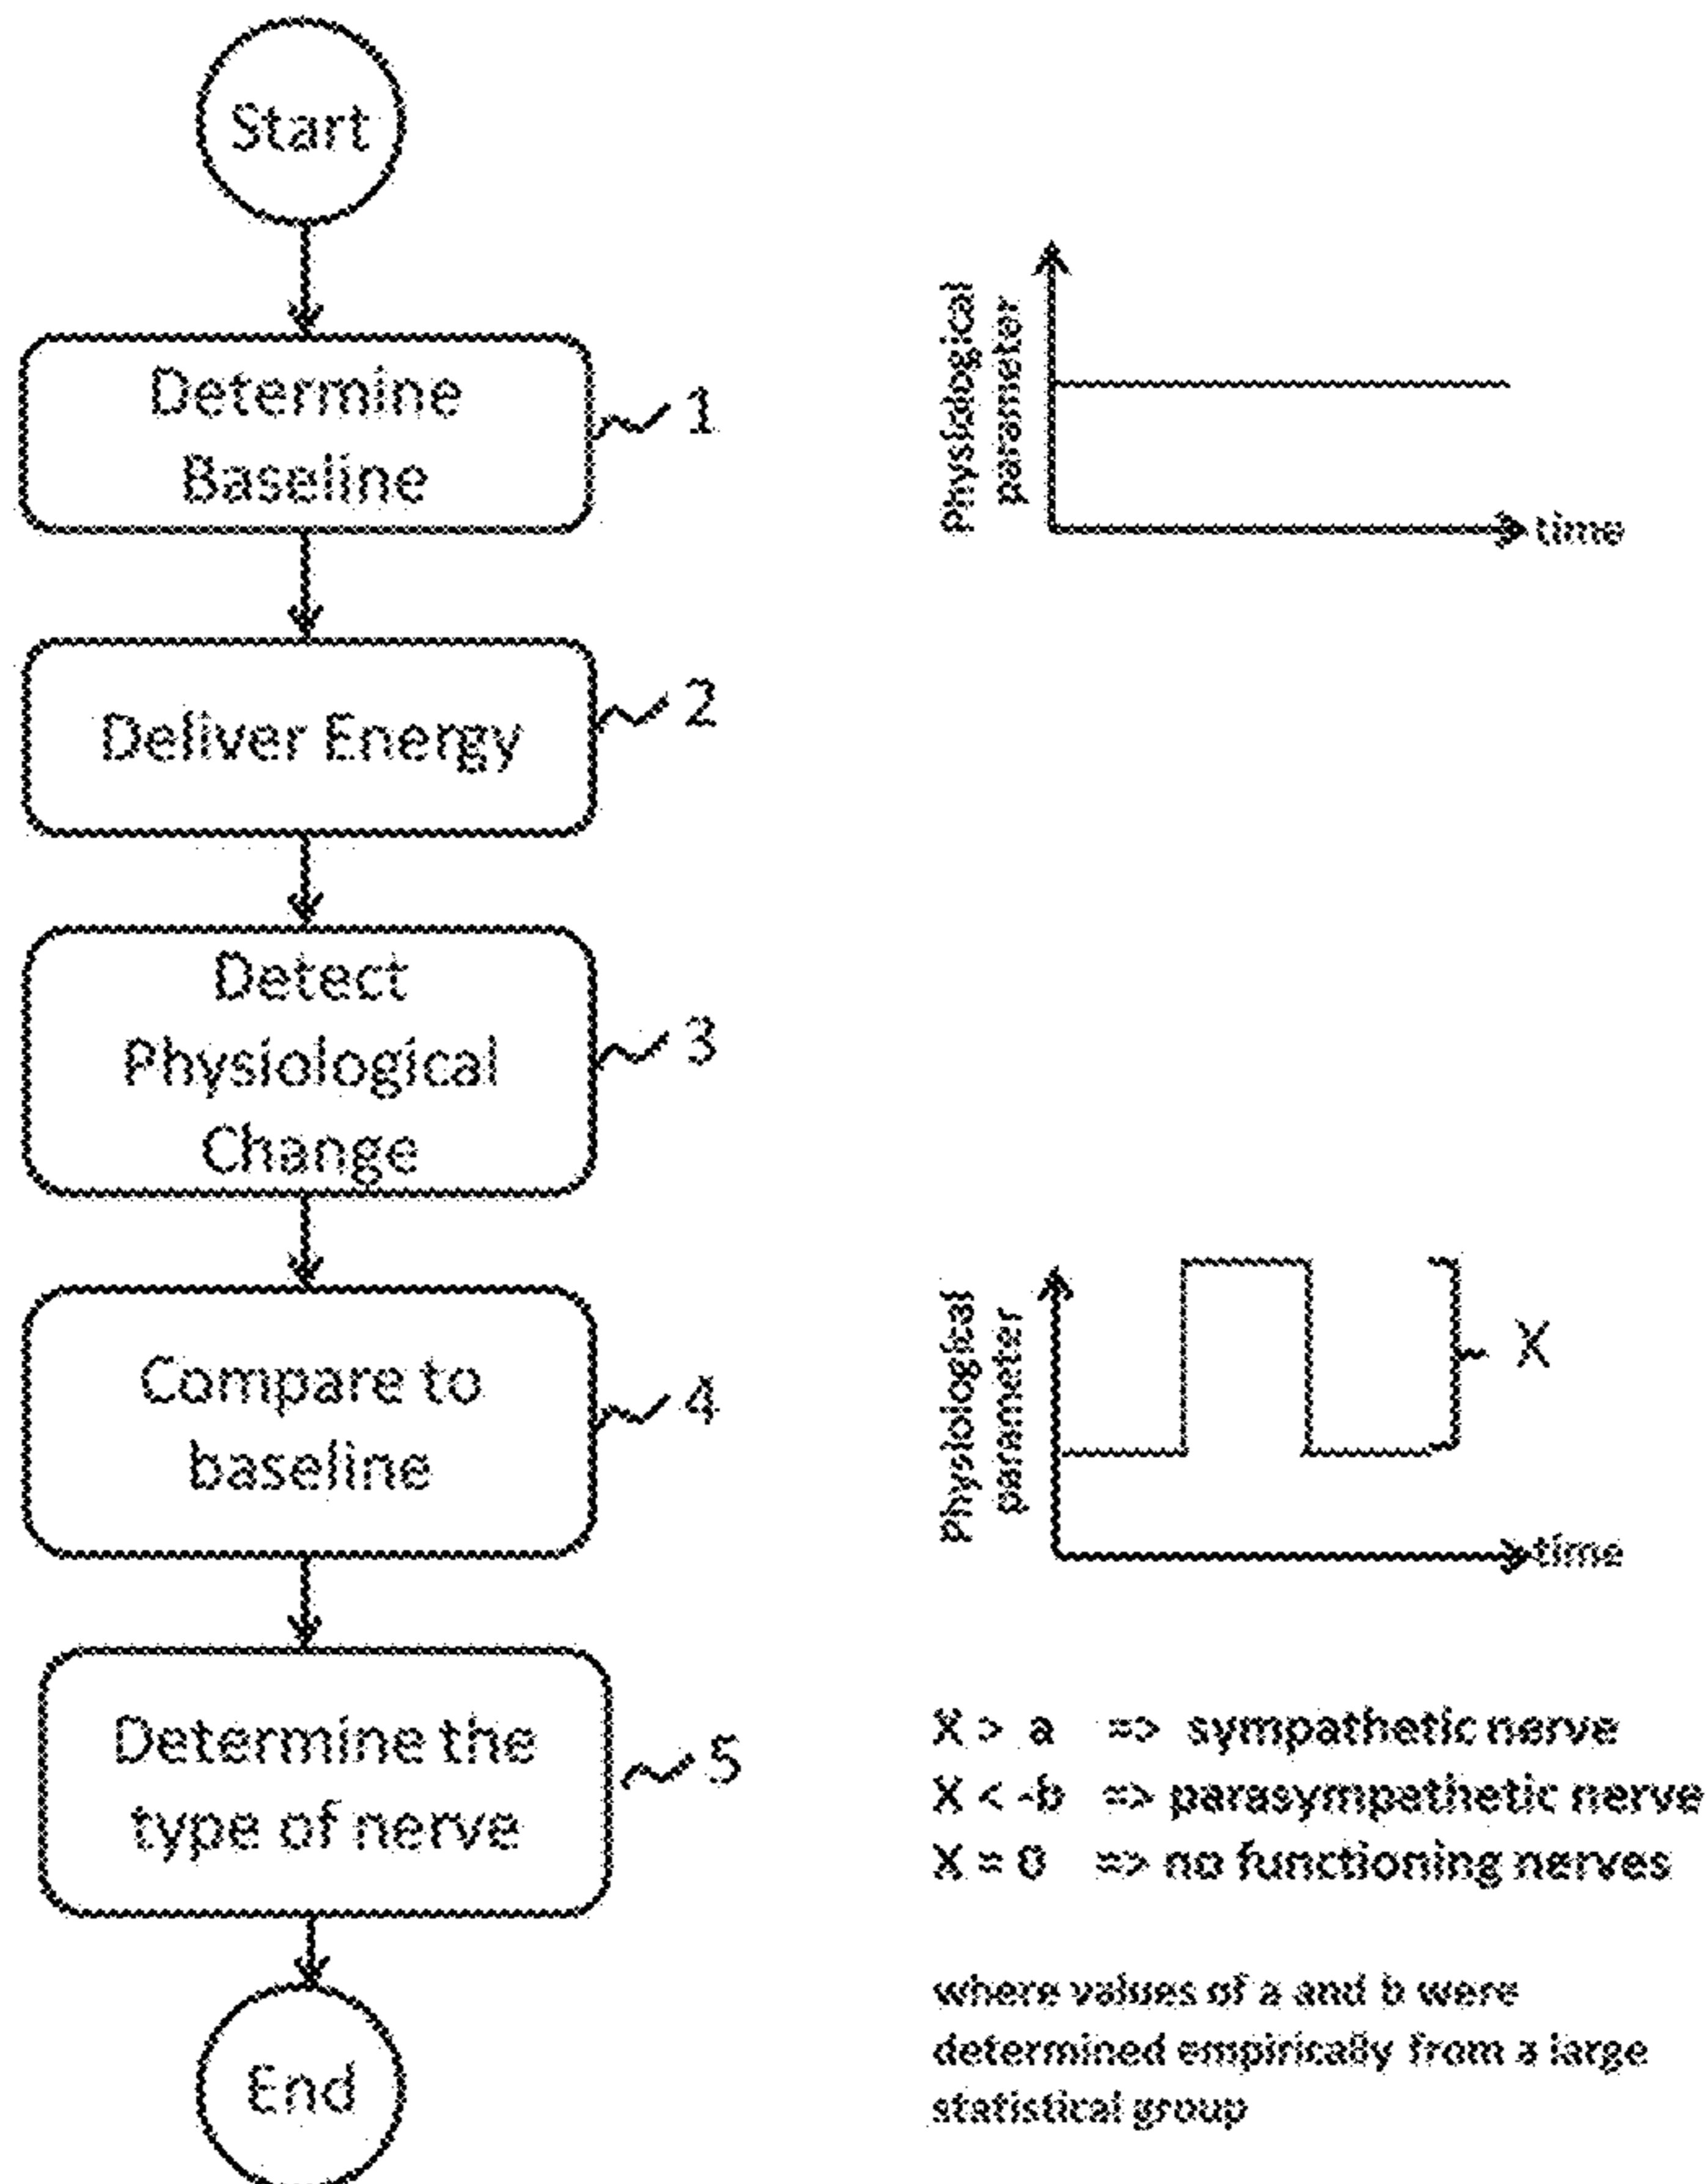 Start
Determine
Baseline
1
Physiological
parameter
time
Deliver Energy
2
Detect
Physiological
Change
3
Compare to
baseline
4
Physiological
parameter
X
time
Determine the
type of nerve
5
X > a => sympathetic nerve
X < -b => parasympathetic nerve
X = 0 => no functioning nerves
where values of a and b were
determined empirically from a large
statistical group
End